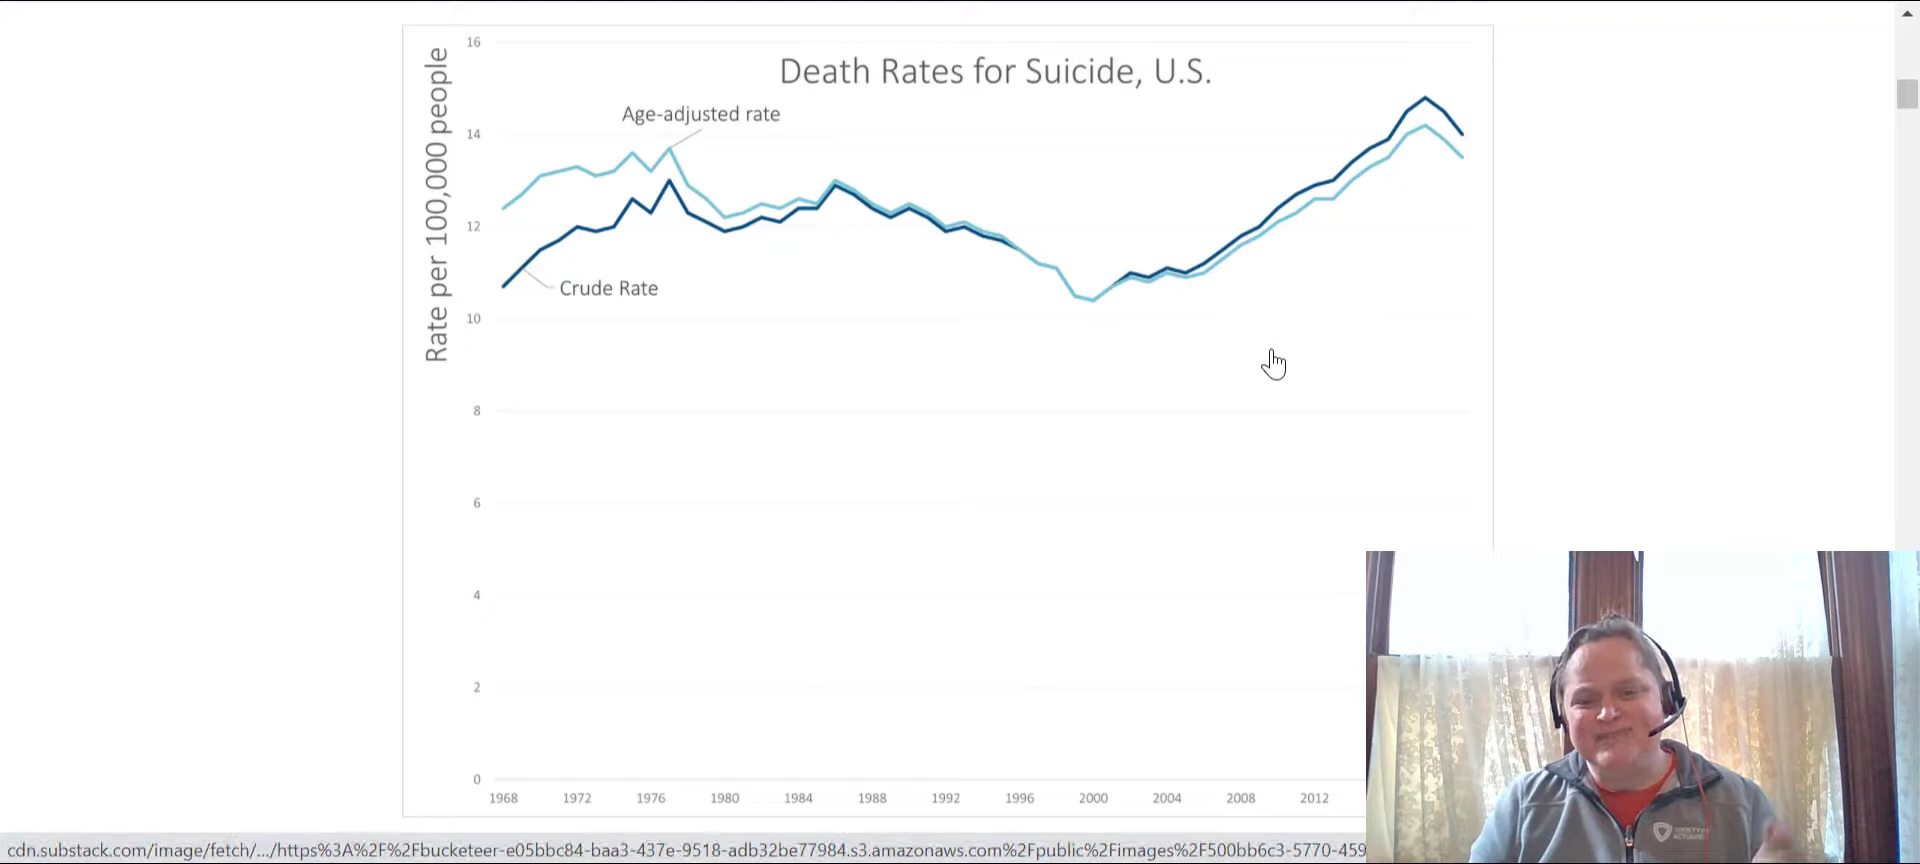 Death Rates for Suicide, U.S.
Rate per 100,000 people
16
14
12
10
8
6
4
2
0
Age-adjusted rate
Crude Rate
1968 1972 1976 1980 1984 1988 1992 1996 2000 2004 2008 2012
SOCIETY OF
ACTUARIES
cdn.substack.com/image/fetch/.../https%3A%2F%2Fbucketeer-e05bbc84-baa3-437e-9518-adb32be77984.s3.amazonaws.com%2Fpublic%2Fimages%2F500bb6c3-5770-459